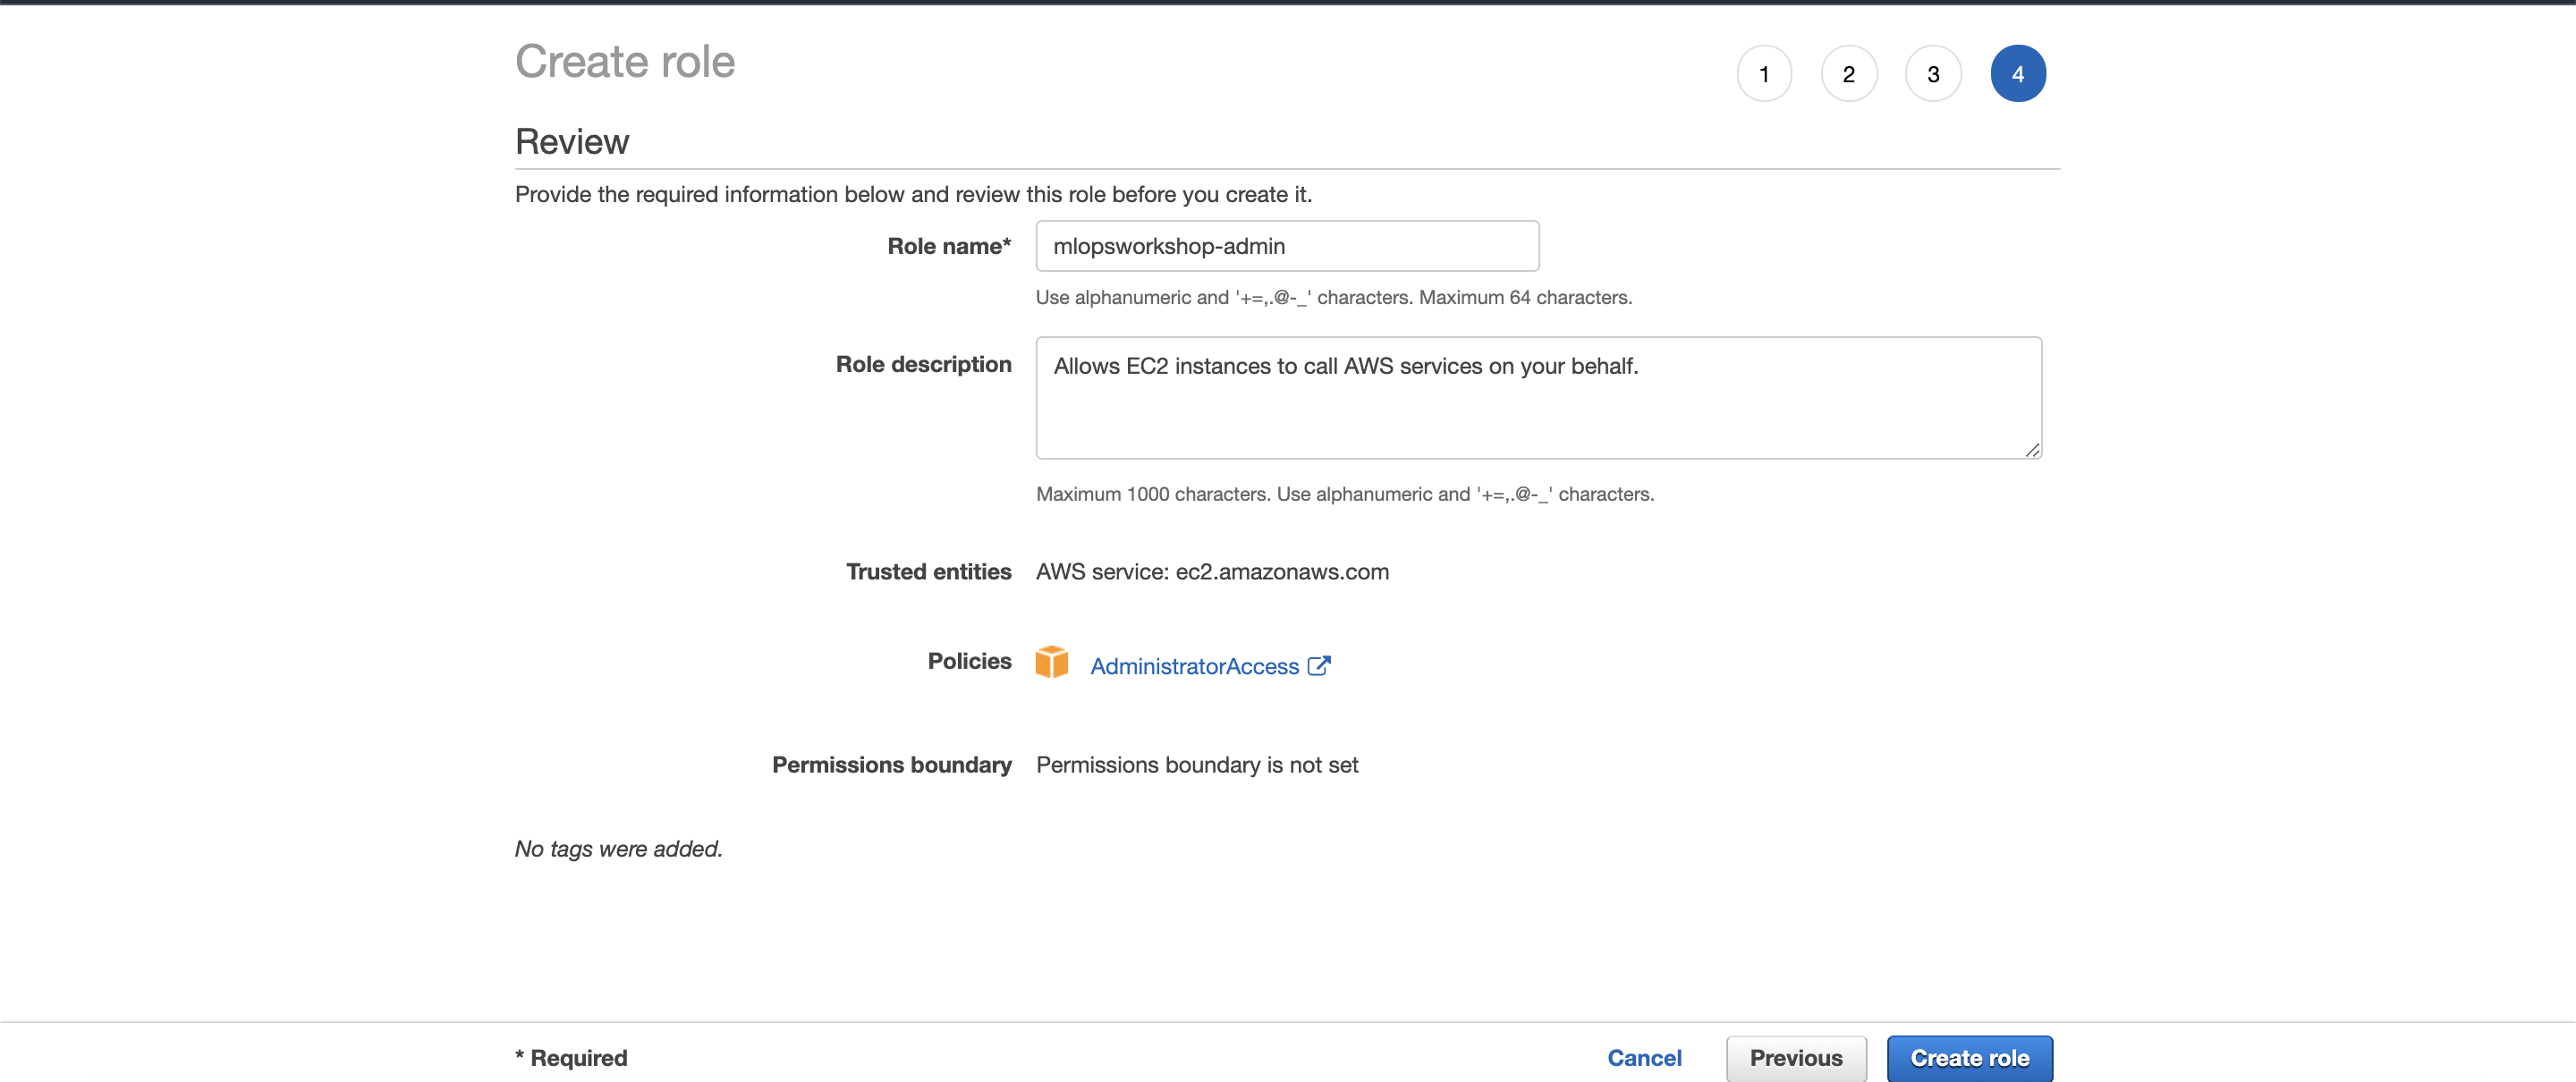 Create role
1 2 3 4
Review
Provide the required information below and review this role before you create it.
Role name* mlopsworkshop-admin
Use alphanumeric and '+=,.@-_' characters. Maximum 64 characters.
Role description Allows EC2 instances to call AWS services on your behalf.
Maximum 1000 characters. Use alphanumeric and '+=,.@-_' characters.
Trusted entities AWS service: ec2.amazonaws.com
Policies AdministratorAccess
Permissions boundary Permissions boundary is not set
No tags were added.
* Required Cancel Previous Create role